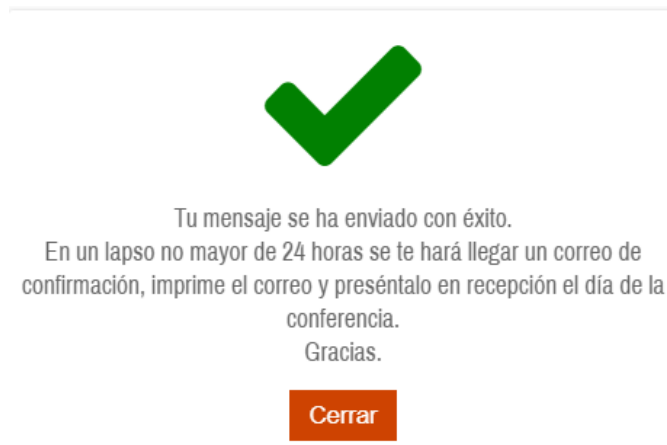 Tu mensaje se ha enviado con éxito.
En un lapso no mayor de 24 horas se te hará llegar un correo de
confirmación, imprime el correo y preséntalo en recepción el día de la
conferencia.
Gracias.
Cerrar